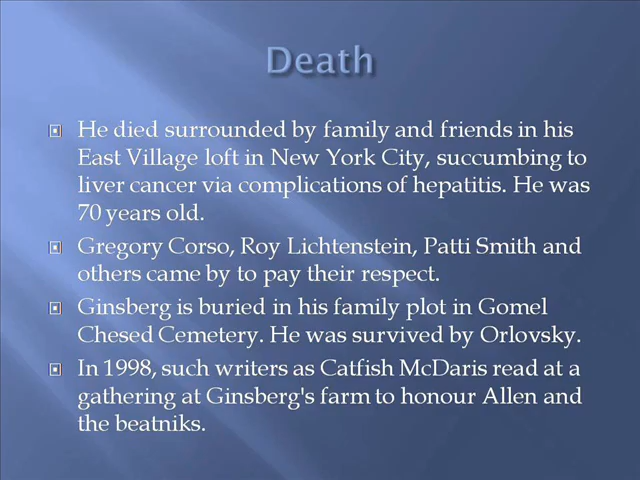 Death
He died surrounded by family and friends in his
East Village loft in New York City, succumbing to
liver cancer via complications of hepatitis. He was
70 years old.
Gregory Corso, Roy Lichtenstein, Patti Smith and
others came by to pay their respect.
Ginsberg is buried in his family plot in Gomel
Chesed Cemetery. He was survived by Orlovsky.
In 1998, such writers as Catfish McDaris read at a
gathering at Ginsberg's farm to honour Allen and
the beatniks.